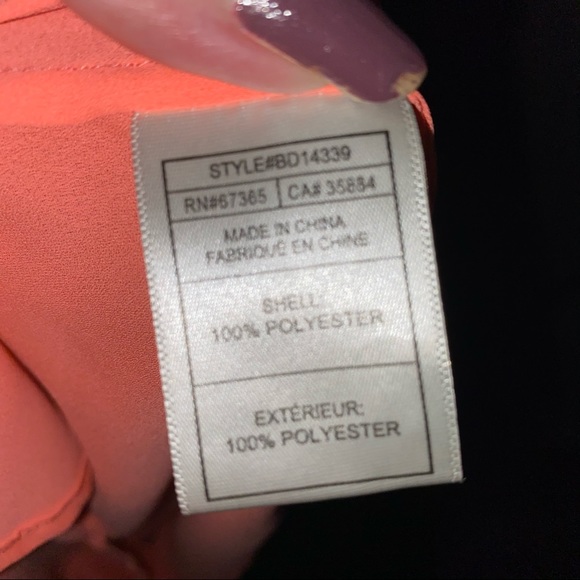 STYLE#BD14339
RN#67365 CA# 35884
MADE IN CHINA
FABRIQUÉ EN CHINE
SHELL:
100% POLYESTER
EXTÉRIEUR:
100% POLYESTER